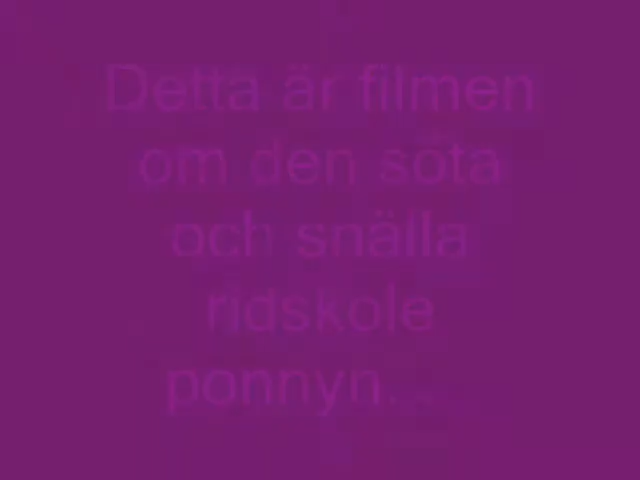 Detta är filmen
om den söta
och snälla
ridskole
ponnyn...